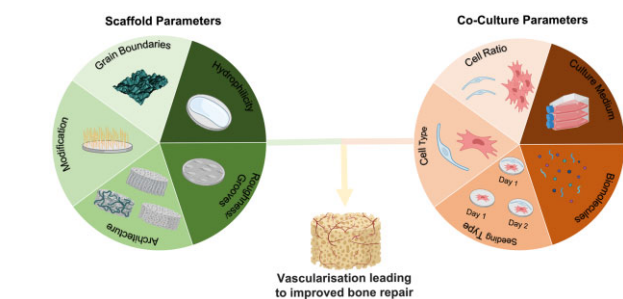 Scaffold Parameters
Grain Boundaries
Hydrophilicity
Modification
Roughness/
Grooves
Architecture
Co-Culture Parameters
Cell Ratio
Culture Medium
Cell Type
Day 1
Day 1
Day 2
Seeding Type
Biomolecules
Vascularisation leading
to improved bone repair